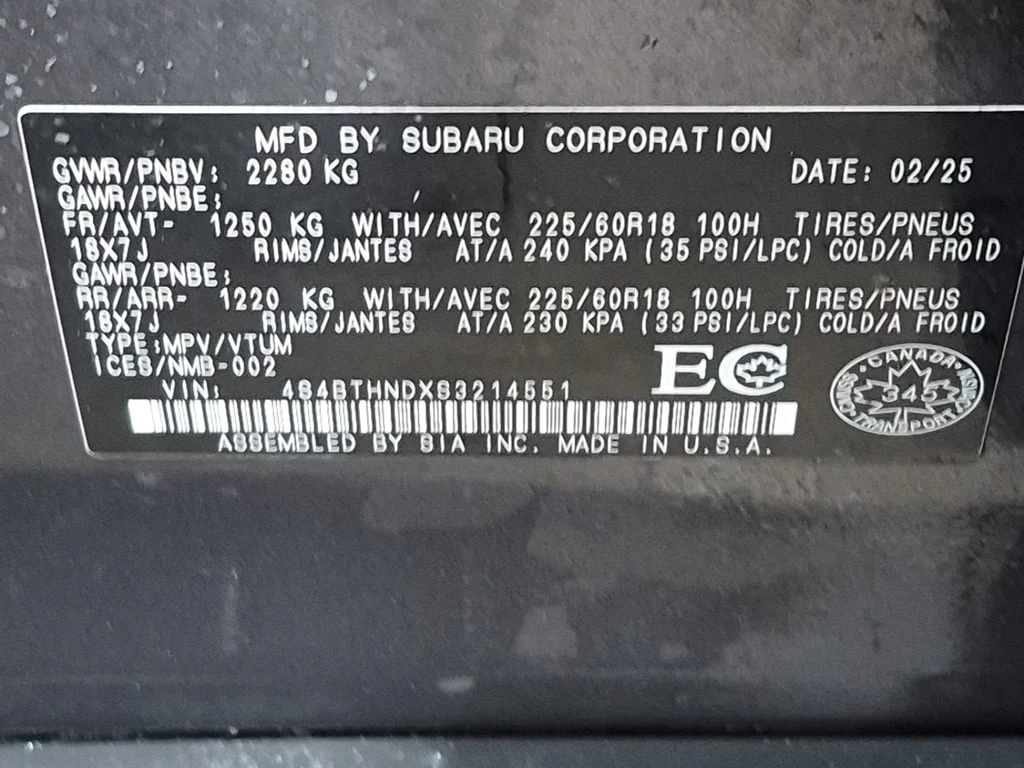 MFD BY SUBARU CORPORATION
GVWR/PNBV: 2280 KG DATE: 02/25
GAWR/PNBE:
FR/AVT- 1250 KG WITH/AVEC 225/60R18 100H TIRES/PNEUS
18X7J RIMS/JANTES AT/A 240 KPA (35 PSI/LPC) COLD/A FROID
GAWR/PNBE:
RR/ARR- 1220 KG WITH/AVEC 225/60R18 100H TIRES/PNEUS
18X7J RIMS/JANTES AT/A 230 KPA (33 PSI/LPC) COLD/A FROID
TYPE:MPV/VTUM
ICES/NMB-002
EC
CANADA
345
TRANSPORT
VIN: 4S4BTHNDXS3214551
ASSEMBLED BY SIA INC. MADE IN U.S.A.